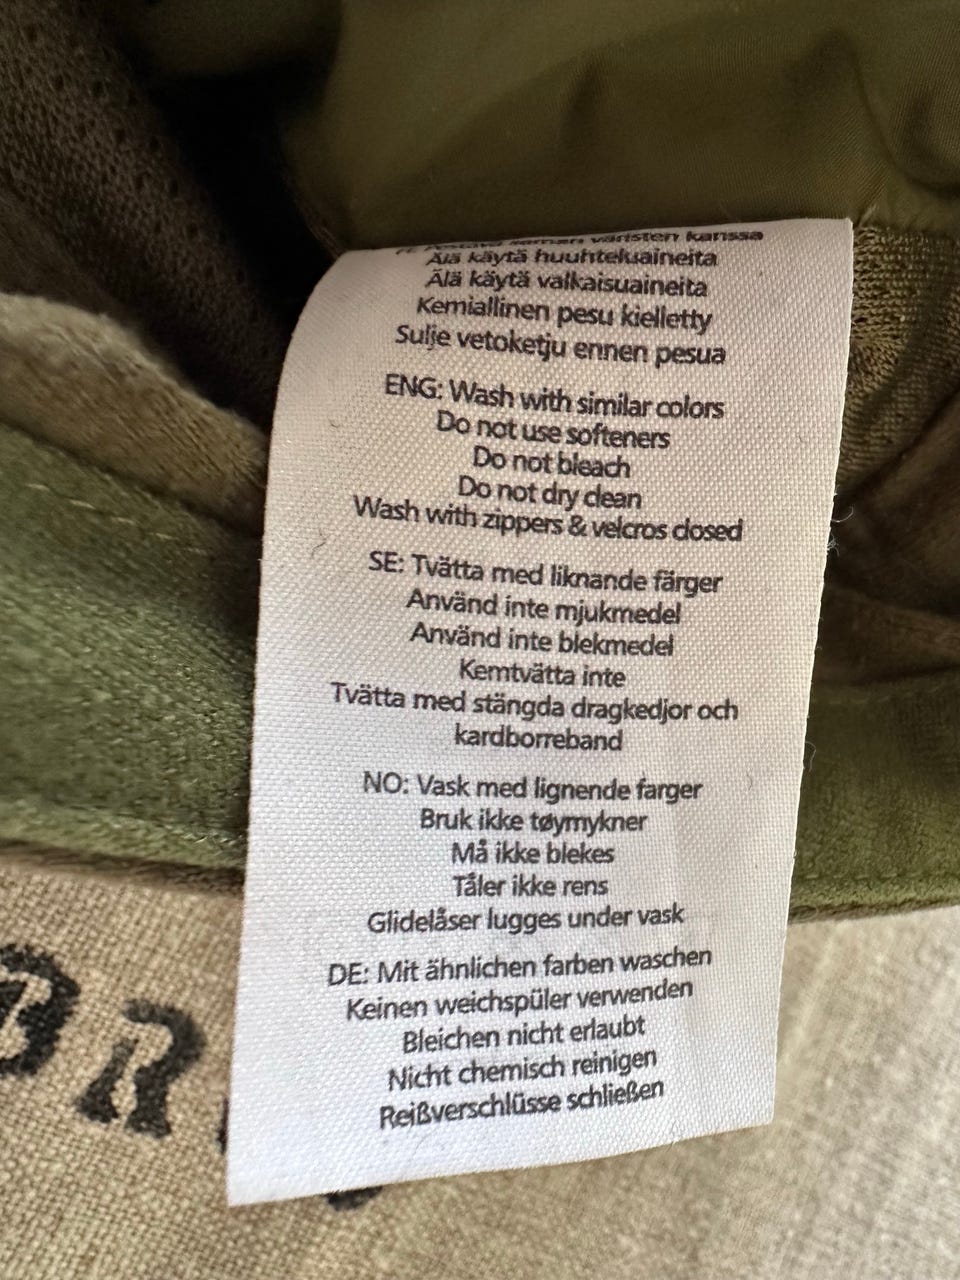 varisten kanssa
Älä käytä huuhteluaineita
Älä käytä valkaisuaineita
Kemiallinen pesu kielletty
Sulje vetoketju ennen pesua
ENG: Wash with similar colors
Do not use softeners
Do not bleach
Do not dry clean
Wash with zippers & velcros closed
SE: Tvätta med liknande färger
Använd inte mjukmedel
Använd inte blekmedel
Kemtvätta inte
Tvätta med stängda dragkedjor och
kardborreband
NO: Vask med lignende farger
Bruk ikke tøymykner
Må ikke blekes
Tåler ikke rens
Glidelåser lugges under vask
DE: Mit ähnlichen farben waschen
Keinen weichspüler verwenden
Bleichen nicht erlaubt
Nicht chemisch reinigen
Reißverschlüsse schließen